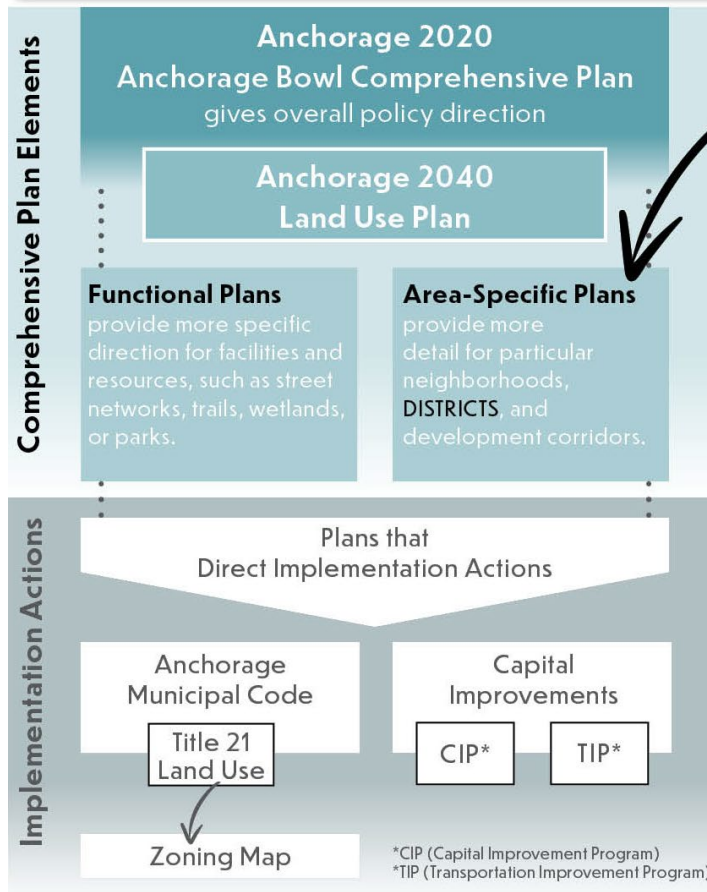 Comprehensive Plan Elements
Anchorage 2020
Anchorage Bowl Comprehensive Plan
gives overall policy direction
Anchorage 2040
Land Use Plan
Functional Plans
provide more specific
direction for facilities and
resources, such as street
networks, trails, wetlands,
or parks.
Area-Specific Plans
provide more
detail for particular
neighborhoods,
DISTRICTS, and
development corridors.
Implementation Actions
Plans that
Direct Implementation Actions
Anchorage
Municipal Code
Title 21
Land Use
Zoning Map
Capital
Improvements
CIP*
TIP*
*CIP (Capital Improvement Program)
*TIP (Transportation Improvement Program)